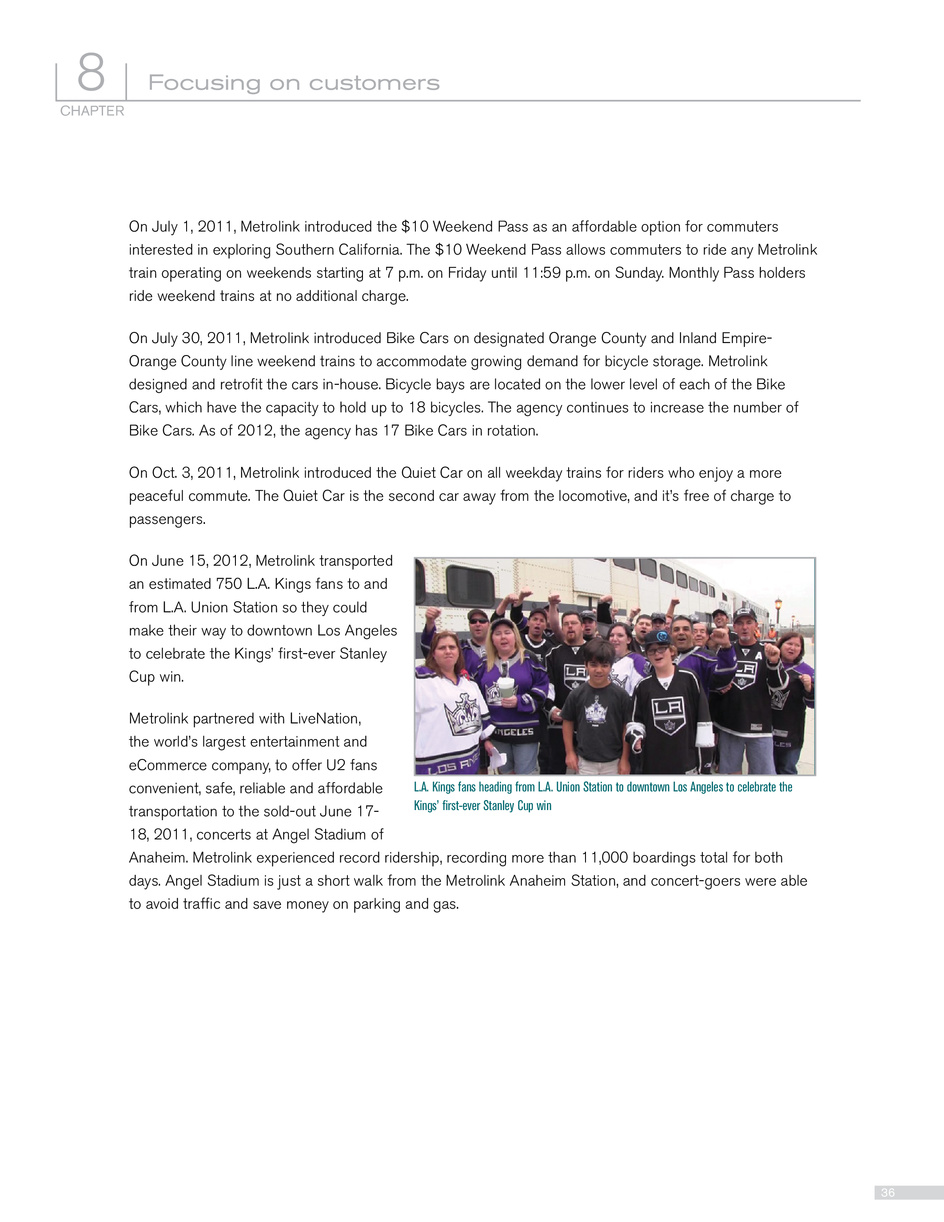 8
CHAPTER
Focusing on customers
On July 1, 2011, Metrolink introduced the $10 Weekend Pass as an affordable option for commuters
interested in exploring Southern California. The $10 Weekend Pass allows commuters to ride any Metrolink
train operating on weekends starting at 7 p.m. on Friday until 11:59 p.m. on Sunday. Monthly Pass holders
ride weekend trains at no additional charge.
On July 30, 2011, Metrolink introduced Bike Cars on designated Orange County and Inland Empire-
Orange County line weekend trains to accommodate growing demand for bicycle storage. Metrolink
designed and retrofit the cars in-house. Bicycle bays are located on the lower level of each of the Bike
Cars, which have the capacity to hold up to 18 bicycles. The agency continues to increase the number of
Bike Cars. As of 2012, the agency has 17 Bike Cars in rotation.
On Oct. 3, 2011, Metrolink introduced the Quiet Car on all weekday trains for riders who enjoy a more
peaceful commute. The Quiet Car is the second car away from the locomotive, and it's free of charge to
passengers.
On June 15, 2012, Metrolink transported
an estimated 750 L.A. Kings fans to and
from L.A. Union Station so they could
make their way to downtown Los Angeles
to celebrate the Kings' first-ever Stanley
Cup win.
Metrolink partnered with LiveNation,
the world's largest entertainment and
eCommerce company, to offer U2 fans
convenient, safe, reliable and affordable
transportation to the sold-out June 17-
18, 2011, concerts at Angel Stadium of
Anaheim. Metrolink experienced record ridership, recording more than 11,000 boardings total for both
days. Angel Stadium is just a short walk from the Metrolink Anaheim Station, and concert-goers were able
to avoid traffic and save money on parking and gas.
LA
LA
A
L.A. Kings fans heading from L.A. Union Station to downtown Los Angeles to celebrate the
Kings' first-ever Stanley Cup win
36